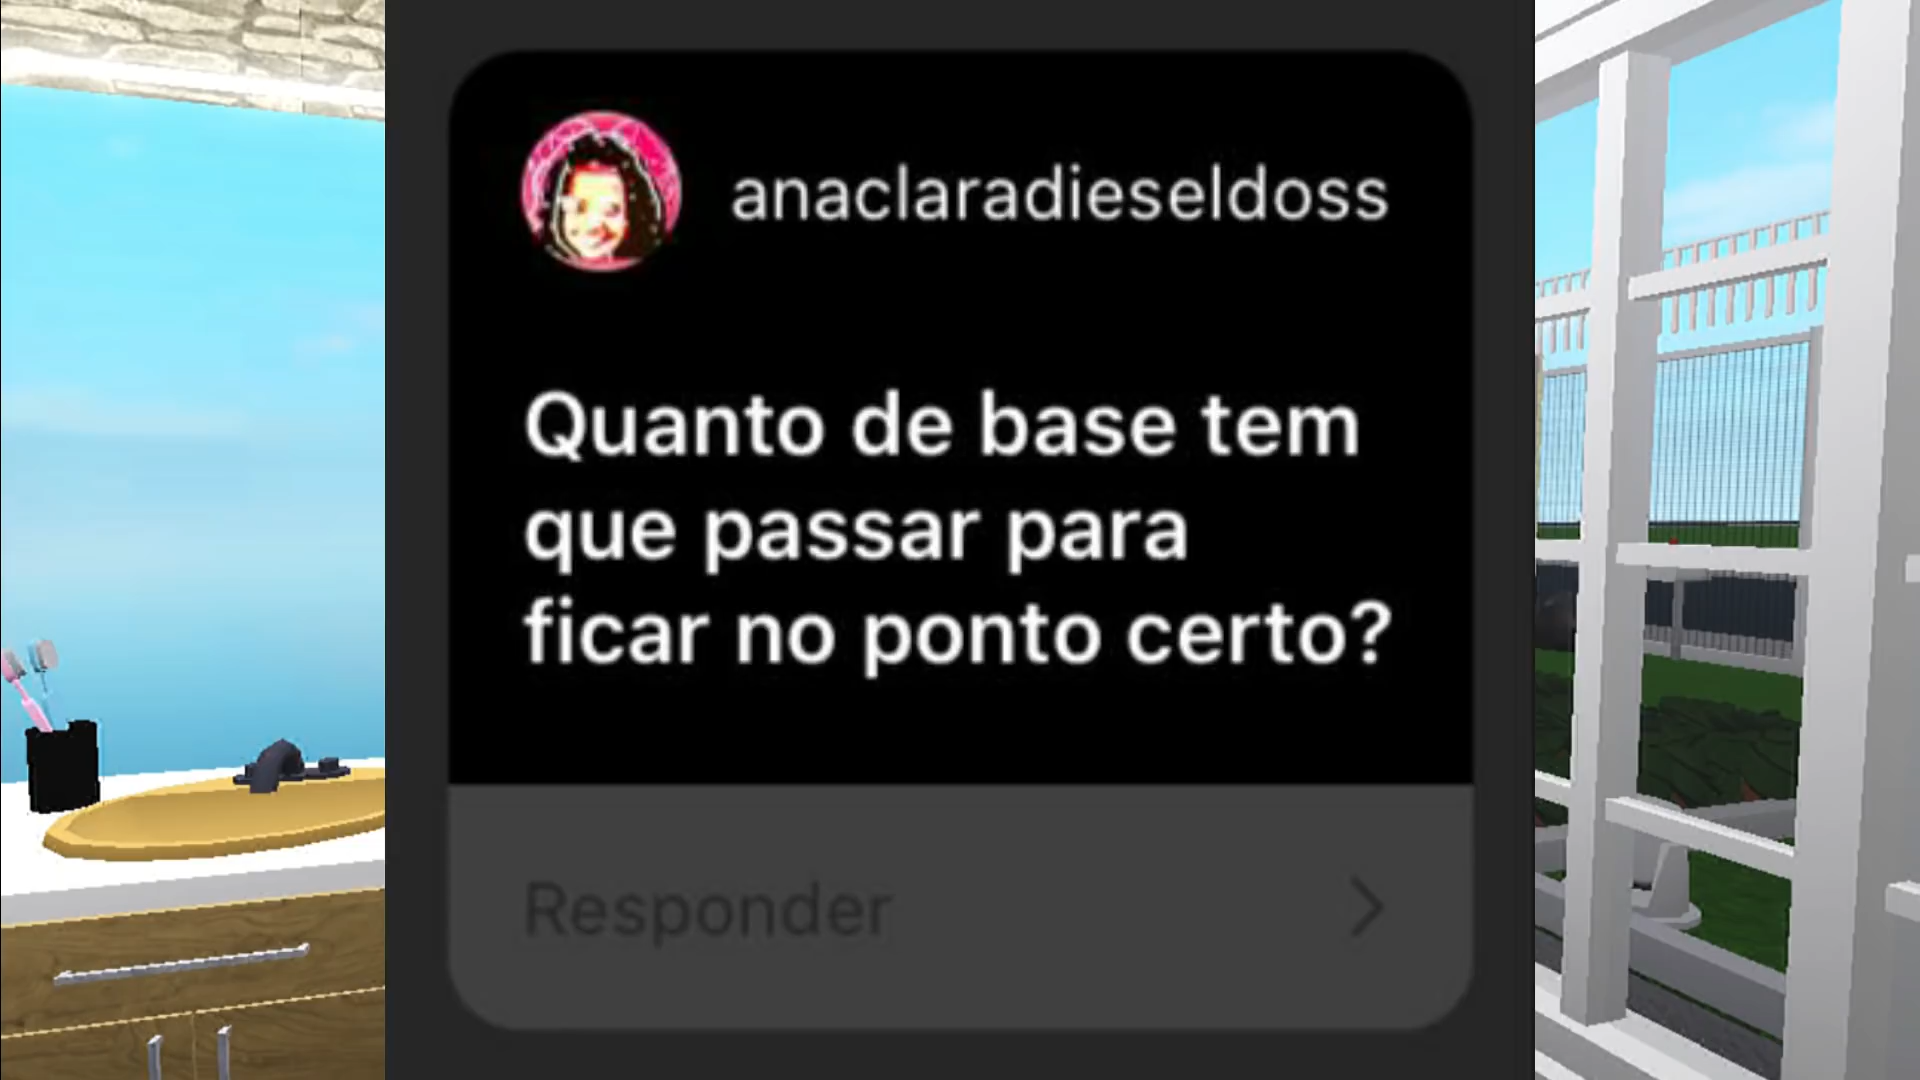 anaclaradieseldoss
Quanto de base tem
que passar para
ficar no ponto certo?
Responder